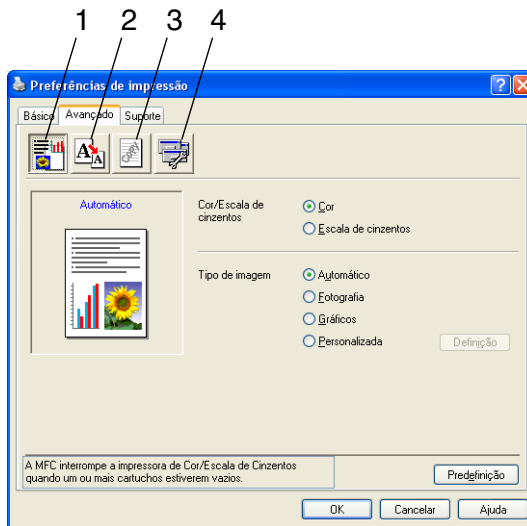 1 2 3 4
Preferências de impressão
Básico Avançado Suporte
Automático
Cor/Escala de
cinzentos
Cor
Escala de cinzentos
Tipo de imagem
Automático
Fotografia
Gráficos
Personalizada
Definição
A MFC interrompe a impressora de Cor/Escala de Cinzentos
quando um ou mais cartuchos estiverem vazios.
Predefinição
OK Cancelar Ajuda